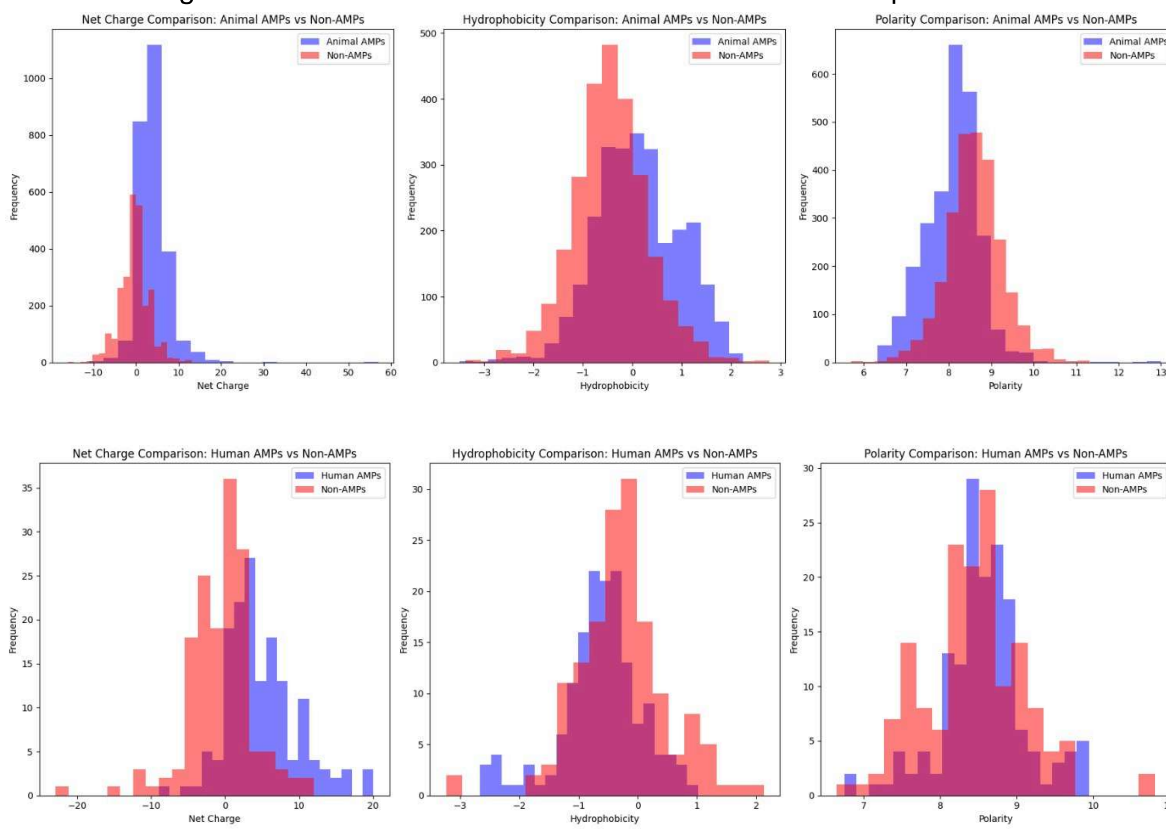 Net Charge Comparison: Animal AMPs vs Non-AMPs
Animal AMPs
Non-AMPs
Frequency
1000
800
600
400
200
0
−10 0 10 20 30 40 50 60
Net Charge
Hydrophobicity Comparison: Animal AMPs vs Non-AMPs
Animal AMPs
Non-AMPs
Frequency
500
400
300
200
100
0
−3 −2 −1 0 1 2 3
Hydrophobicity
Polarity Comparison: Animal AMPs vs Non-AMPs
Animal AMPs
Non-AMPs
Frequency
600
500
400
300
200
100
0
6 7 8 9 10 11 12 13
Polarity
Net Charge Comparison: Human AMPs vs Non-AMPs
Human AMPs
Non-AMPs
Frequency
35
30
25
20
15
10
5
0
−20 −10 0 10 20
Net Charge
Hydrophobicity Comparison: Human AMPs vs Non-AMPs
Human AMPs
Non-AMPs
Frequency
30
25
20
15
10
5
0
−3 −2 −1 0 1 2
Hydrophobicity
Polarity Comparison: Human AMPs vs Non-AMPs
Human AMPs
Non-AMPs
Frequency
30
25
20
15
10
5
0
7 8 9 10
Polarity